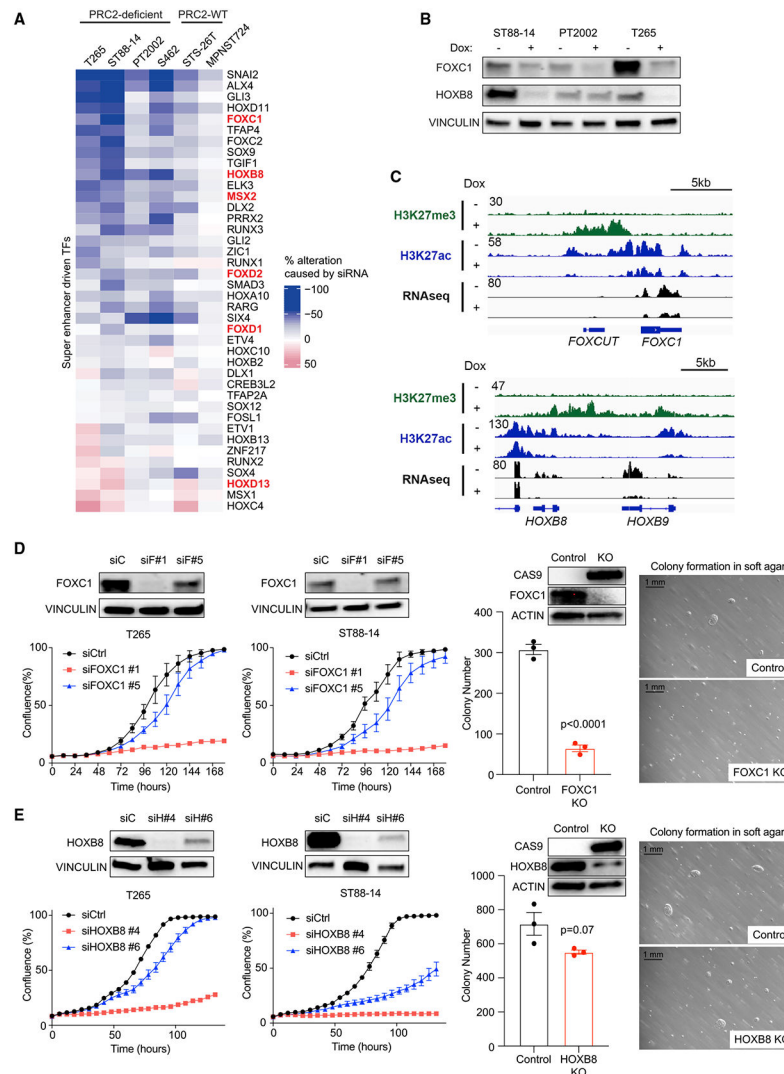 A
PRC2-deficient PRC2-WT
T265 ST88-14 PT2002 S462 STS-26T MPNST724
Super enhancer driven TFs
SNAI2
ALX4
GLI3
HOXD11
FOXC1
TFAP4
FOXC2
SOX9
TGIF1
HOXB8
ELK3
MSX2
DLX2
PRRX2
RUNX3
GLI2
ZIC1
RUNX1
FOXD2
SMAD3
HOXA10
RARG
SIX4
FOXD1
ETV4
HOXC10
HOXB2
DLX1
CREB3L2
TFAP2A
SOX12
FOSL1
ETV1
HOXB13
ZNF217
RUNX2
SOX4
HOXD13
MSX1
HOXC4
% alteration
caused by siRNA
−100
−50
0
50
B
ST88-14 PT2002 T265
Dox: - + - + - +
FOXC1
HOXB8
VINCULIN
C
Dox 5kb
H3K27me3 - 30
+
H3K27ac - 58
+
RNAseq - 80
+
FOXCUT FOXC1
Dox 5kb
H3K27me3 - 47
+
H3K27ac - 130
+
RNAseq - 80
+
HOXB8 HOXB9
D
siC siF#1 siF#5
FOXC1
VINCULIN
T265
siCtrl
siFOXC1 #1
siFOXC1 #5
Confluence(%)
100
50
0
0 24 48 72 96 120 144 168
Time (hours)
siC siF#1 siF#5
FOXC1
VINCULIN
ST88-14
siCtrl
siFOXC1 #1
siFOXC1 #5
Confluence(%)
100
50
0
0 24 48 72 96 120 144 168
Time (hours)
Control KO
CAS9
FOXC1
ACTIN
Colony Number
400
300
200
100
0
p<0.0001
Control FOXC1
KO
Colony formation in soft agar
1 mm
Control
1 mm
FOXC1 KO
E
siC siH#4 siH#6
HOXB8
VINCULIN
T265
siCtrl
siHOXB8 #4
siHOXB8 #6
Confluence (%)
100
50
0
0 50 100
Time (hours)
siC siH#4 siH#6
HOXB8
VINCULIN
ST88-14
siCtrl
siHOXB8 #4
siHOXB8 #6
Confluence (%)
100
50
0
0 50 100
Time (hours)
Control KO
CAS9
HOXB8
ACTIN
Colony Number
1000
800
600
400
200
0
p=0.07
Control HOXB8
KO
Colony formation in soft agar
1 mm
Control
1 mm
HOXB8 KO